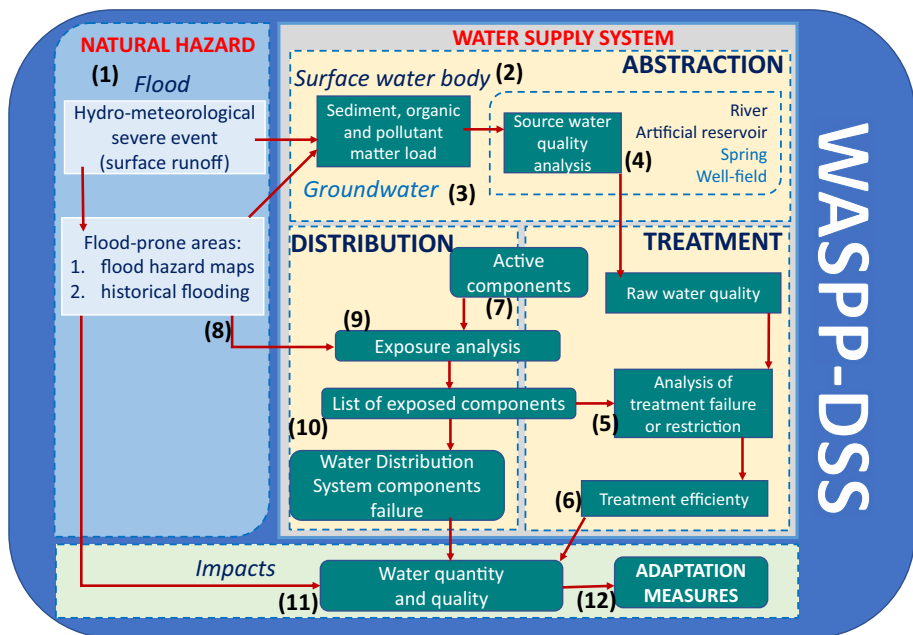 NATURAL HAZARD
(1)
Flood
Hydro-meteorological
severe event
(surface runoff)
Flood-prone areas:
1. flood hazard maps
2. historical flooding
(8)
WATER SUPPLY SYSTEM
Surface water body
(2)
ABSTRACTION
Sediment, organic
and pollutant
matter load
Groundwater
(3)
Source water
quality
analysis
(4)
River
Artificial reservoir
Spring
Well-field
DISTRIBUTION
Active
components
(7)
(9)
Exposure analysis
List of exposed components
(10)
Water Distribution
System components
failure
TREATMENT
Raw water quality
Analysis of
treatment failure
or restriction
(5)
(6)
Treatment efficienty
Impacts
(11)
Water quantity
and quality
(12)
ADAPTATION
MEASURES
WASPP-DSS